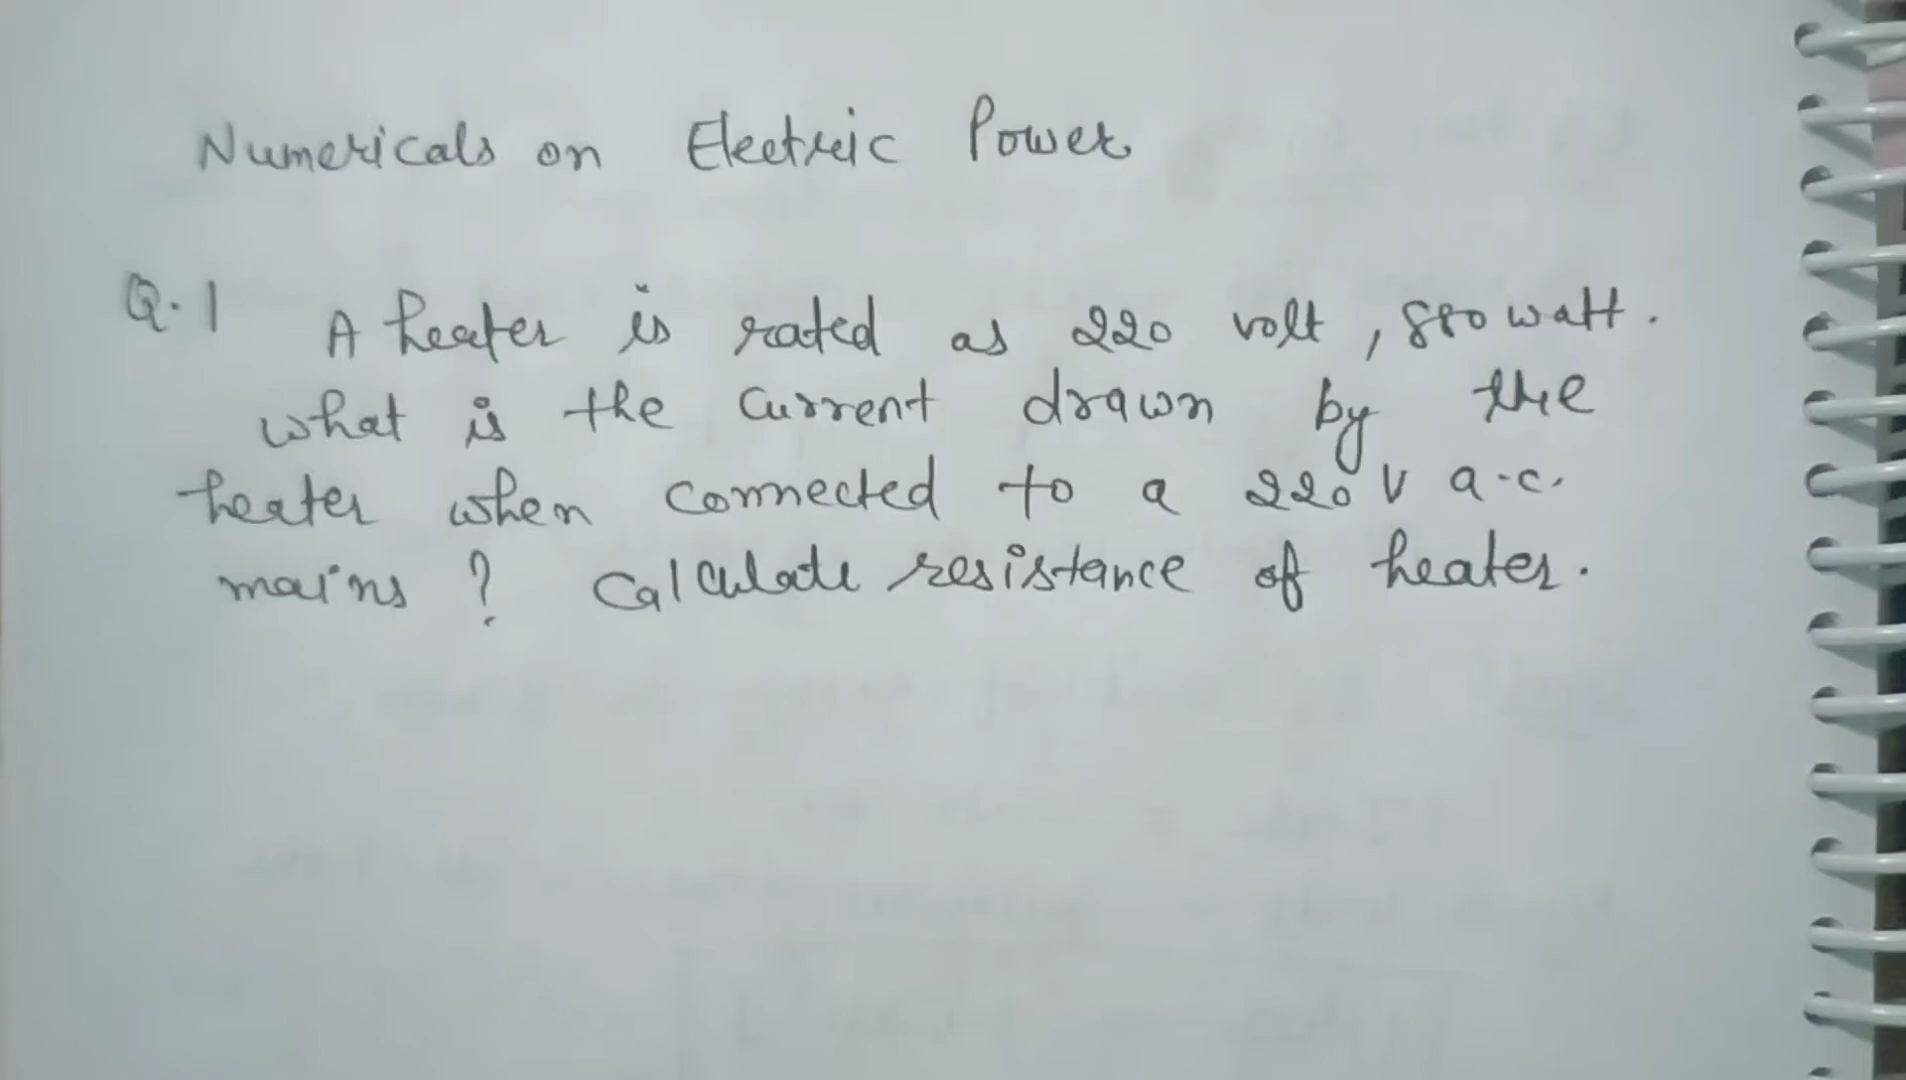 Numericals on Electric Power
Q.1 A heater is rated as 220 volt, 880 watt.
what is the current drawn by the
heater when connected to a 220 V a.c.
mains ? Calculate resistance of heater.